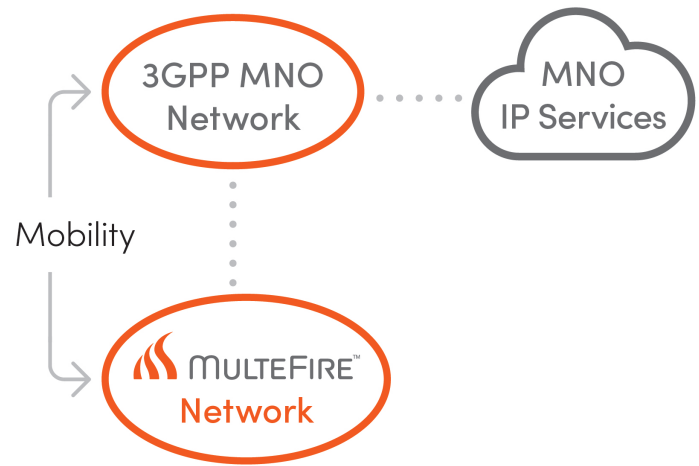 3GPP MNO
Network
MNO
IP Services
Mobility
MULTEFIRE™
Network